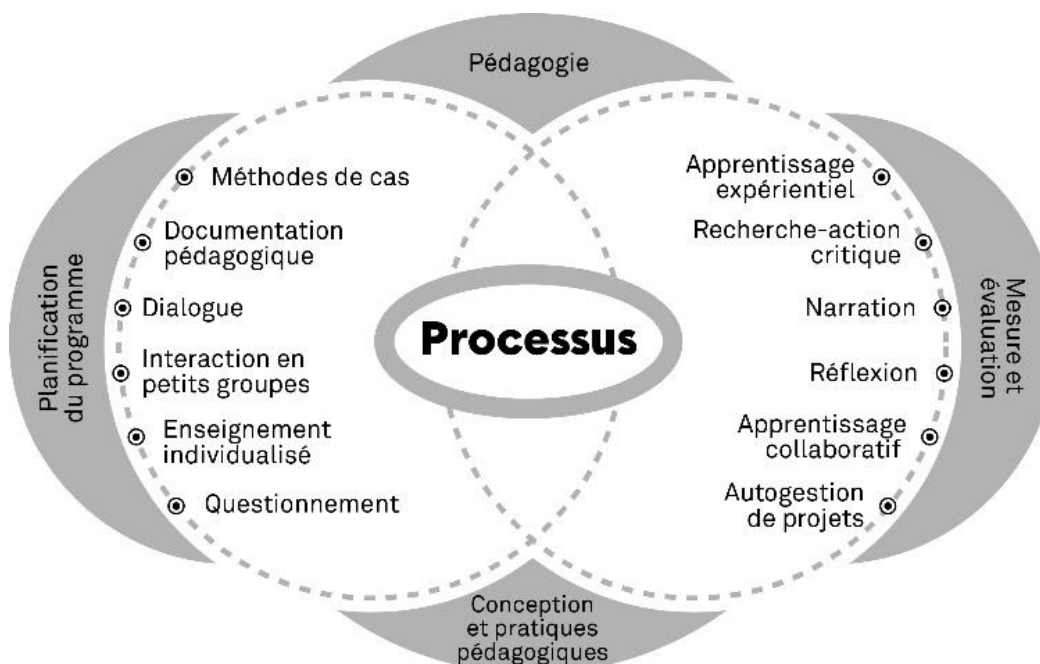 Pédagogie
Planification
du programme
Méthodes de cas
Documentation
pédagogique
Dialogue
Interaction en
petits groupes
Enseignement
individualisé
Questionnement
Processus
Apprentissage
expérientiel
Recherche-action
critique
Narration
Réflexion
Apprentissage
collaboratif
Autogestion
de projets
Mesure et
évaluation
Conception
et pratiques
pédagogiques